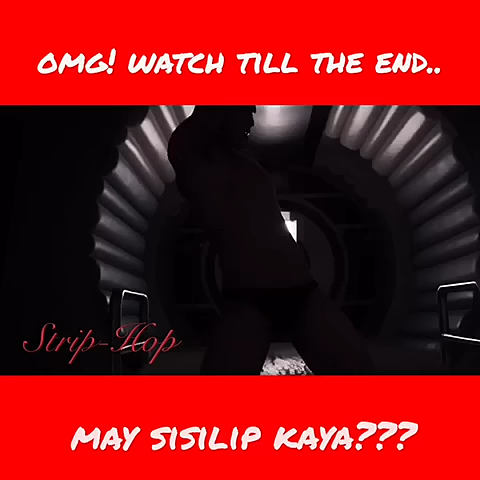 OMG! WATCH TILL THE END..
Strip-Hop
MAY SISILIP KAYA???